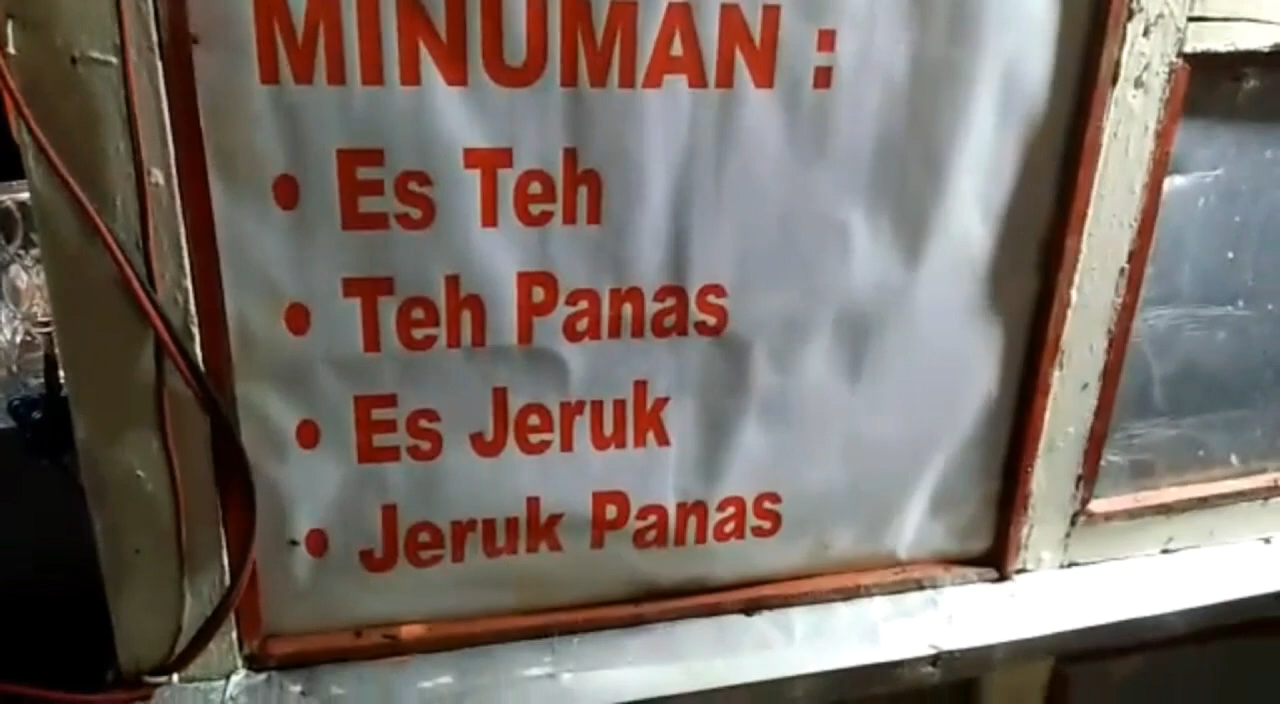 MINUMAN :
• Es Teh
• Teh Panas
• Es Jeruk
• Jeruk Panas